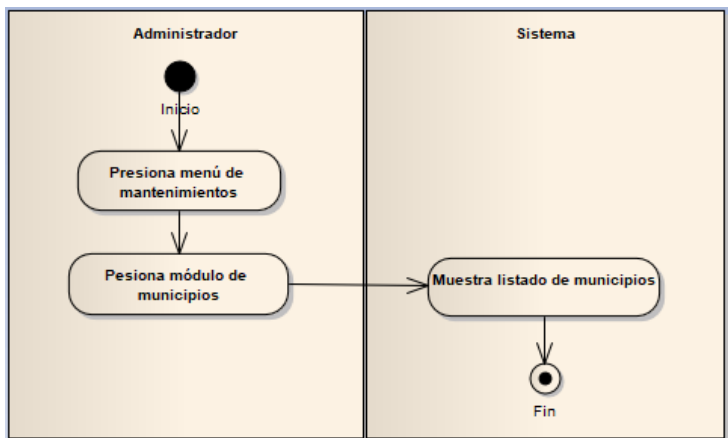 Administrador
Sistema
Inicio
Presiona menú de
mantenimientos
Pesiona módulo de
municipios
Muestra listado de municipios
Fin